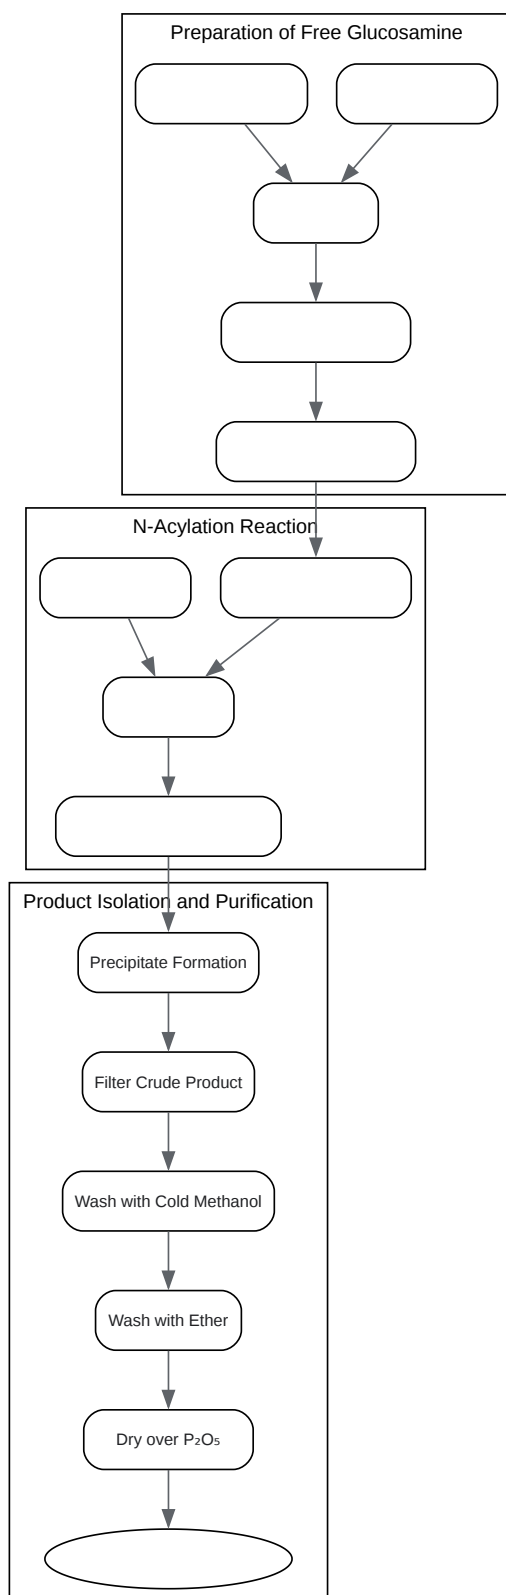 Preparation of Free Glucosamine
N-Acylation Reaction
Product Isolation and Purification
Precipitate Formation
Filter Crude Product
Wash with Cold Methanol
Wash with Ether
Dry over P₂O₅